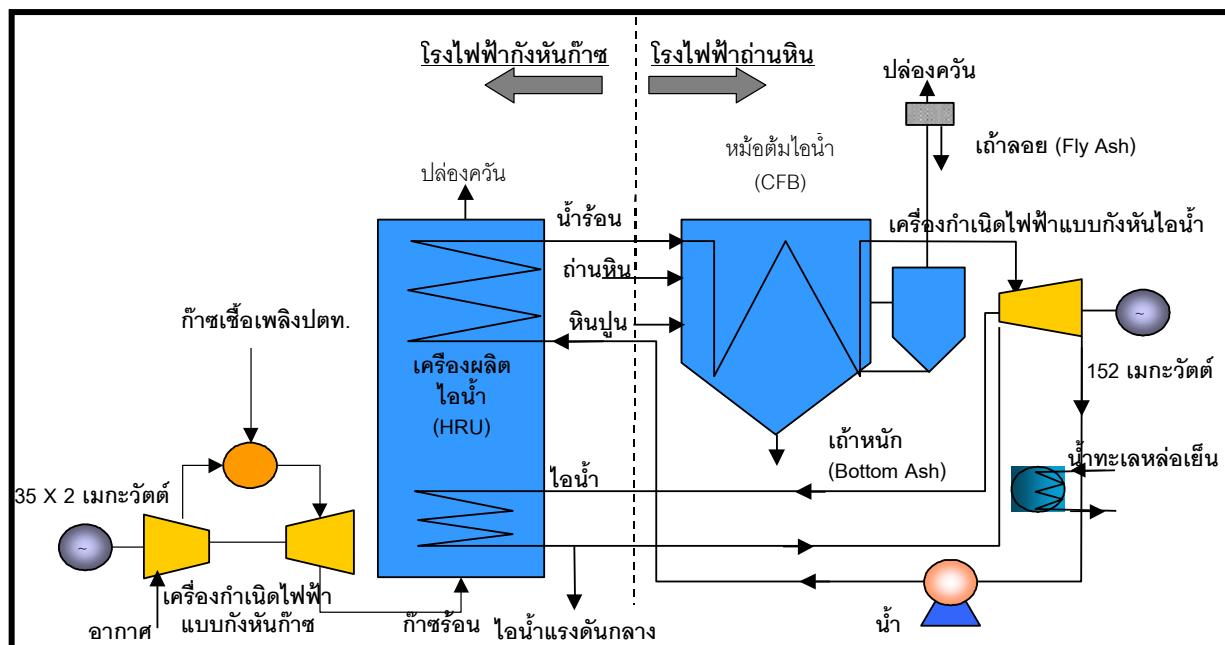 โรงไฟฟ้ากังหันก๊าซ
โรงไฟฟ้าถ่านหิน
ปล่องควัน
เถ้าลอย (Fly Ash)
หม้อต้มไอน้ำ
(CFB)
ปล่องควัน
น้ำร้อน
เครื่องกำเนิดไฟฟ้าแบบกังหันไอน้ำ
ถ่านหิน
ก๊าซเชื้อเพลิงปตท.
หินปูน
~
เครื่องผลิต
ไอน้ำ
(HRU)
152 เมกะวัตต์
เถ้าหนัก
(Bottom Ash)
น้ำทะเลหล่อเย็น
ไอน้ำ
35 X 2 เมกะวัตต์
~
เครื่องกำเนิดไฟฟ้า
แบบกังหันก๊าซ
อากาศ
ก๊าซร้อน
ไอน้ำแรงดันกลาง
น้ำ